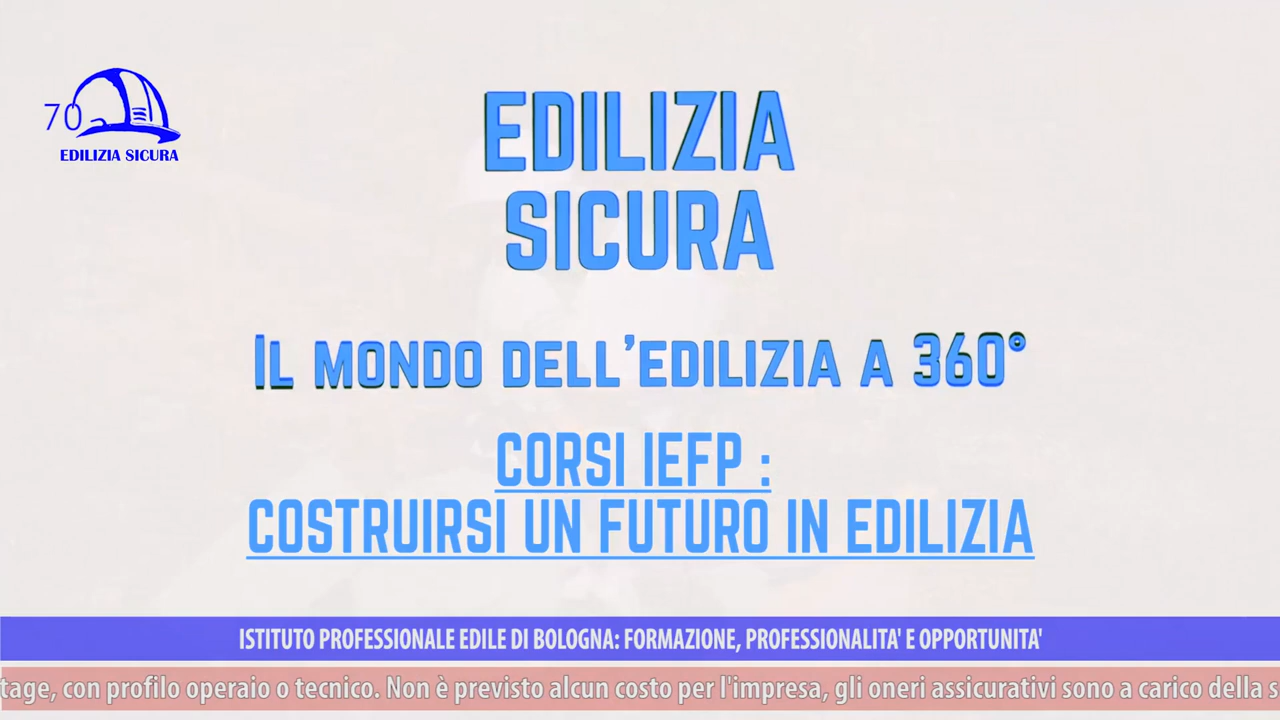 70
EDILIZIA SICURA
EDILIZIA
SICURA
IL MONDO DELL'EDILIZIA A 360°
CORSI IEFP :
COSTRUIRSI UN FUTURO IN EDILIZIA
ISTITUTO PROFESSIONALE EDILE DI BOLOGNA: FORMAZIONE, PROFESSIONALITA' E OPPORTUNITA'
con profilo operaio o tecnico. Non è previsto alcun costo per l'impresa, gli oneri assicurativi sono a carico della